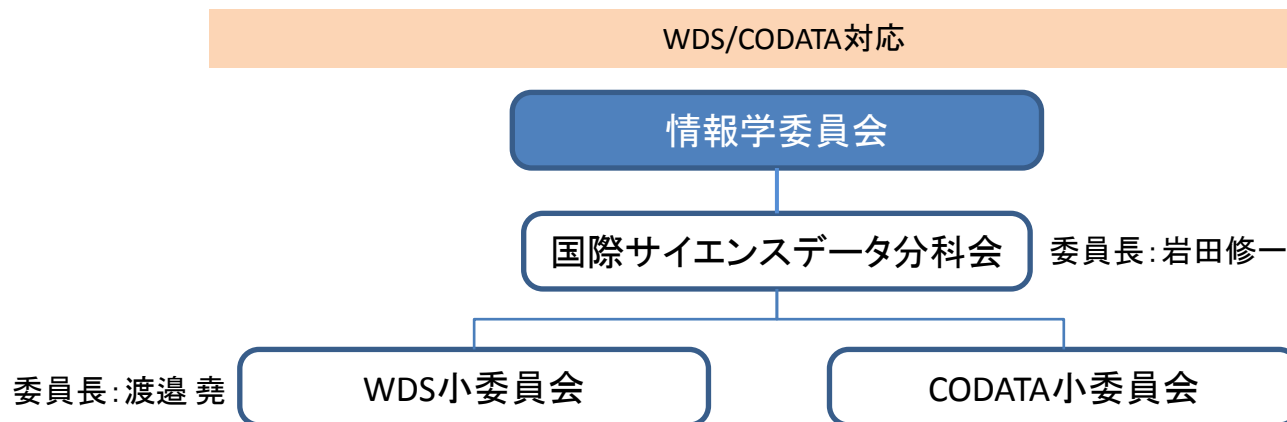 WDS/CODATA対応
情報学委員会
国際サイエンスデータ分科会
委員長：岩田修一
委員長：渡邉 堯
WDS小委員会
CODATA小委員会